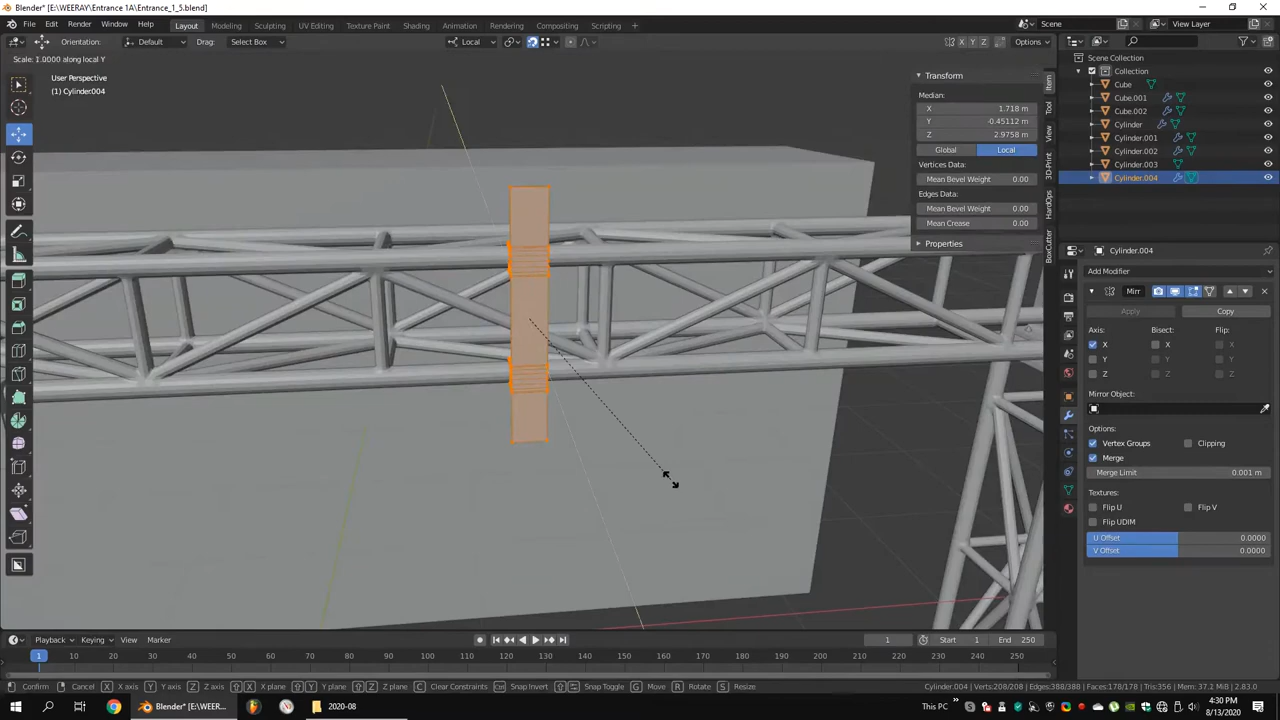 Blender* [E:\WEERAY\Entrance 1A\Entrance_1_5.blend]
File Edit Render Window Help Layout Modeling Sculpting UV Editing Texture Paint Shading Animation Rendering Compositing Scripting + Scene View Layer
Orientation: Default Drag: Select Box Local X Y Z Options
Scale: 1.0000 along local Y
User Perspective
(1) Cylinder.004
Transform
Median:
X 1.718 m
Y -0.45112 m
Z 2.9758 m
Global Local
Vertices Data:
Mean Bevel Weight 0.00
Edges Data:
Mean Bevel Weight 0.00
Mean Crease 0.00
Properties
Item
Tool
View
3D-Print
HardOps
BoxCutter
Scene Collection
Collection
Cube
Cube.001
Cube.002
Cylinder
Cylinder.001
Cylinder.002
Cylinder.003
Cylinder.004
Cylinder.004
Add Modifier
Mirr
Apply Copy
Axis: Bisect: Flip:
X X X
Y Y Y
Z Z Z
Mirror Object:
Options:
Vertex Groups Clipping
Merge
Merge Limit 0.001 m
Textures:
Flip U Flip V
Flip UDIM
U Offset 0.0000
V Offset 0.0000
Playback Keying View Marker 1 Start 1 End 250
1 10 20 30 40 50 60 70 80 90 100 110 120 130 140 150 160 170 180 190 200 210 220 230 240 250
Confirm Cancel X X axis Y Y axis Z Z axis X X plane Y Y plane Z Z plane C Clear Constraints Snap Invert Snap Toggle G Move R Rotate S Resize Cylinder.004 | Verts:208/208 | Edges:388/388 | Faces:178/178 | Tris:356 | Mem: 37.1 MiB | 2.83.0
Blender* [E:\WEER... 2020-08 This PC 4:30 PM
8/13/2020